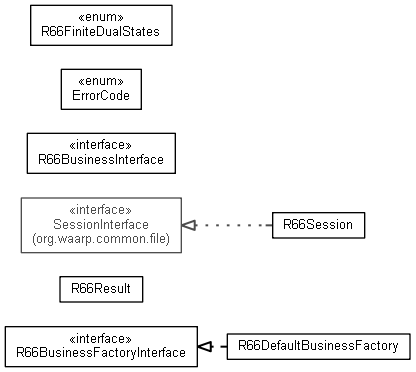 «enum»
R66FiniteDualStates
«enum»
ErrorCode
«interface»
R66BusinessInterface
«interface»
SessionInterface
(org.waarp.common.file)
R66Session
R66Result
«interface»
R66BusinessFactoryInterface
R66DefaultBusinessFactory